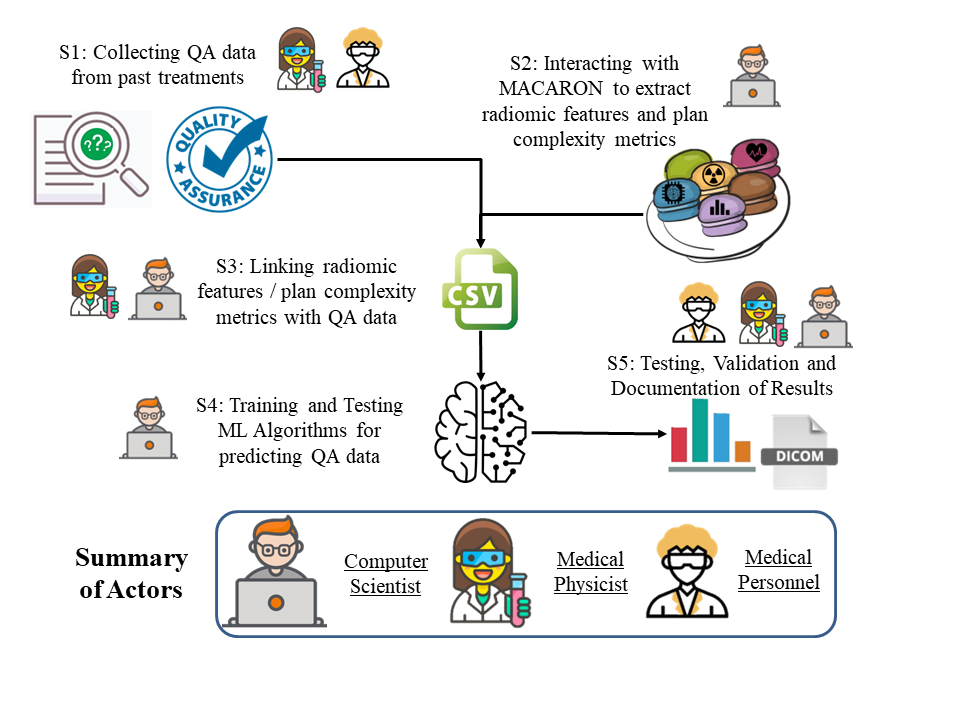 S1: Collecting QA data
from past treatments
S2: Interacting with
MACARON to extract
radiomic features and plan
complexity metrics
???
QUALITY
ASSURANCE
S3: Linking radiomic
features / plan complexity
metrics with QA data
CSV
S5: Testing, Validation and
Documentation of Results
S4: Training and Testing
ML Algorithms for
predicting QA data
DICOM
Summary
of Actors
Computer
Scientist
Medical
Physicist
Medical
Personnel